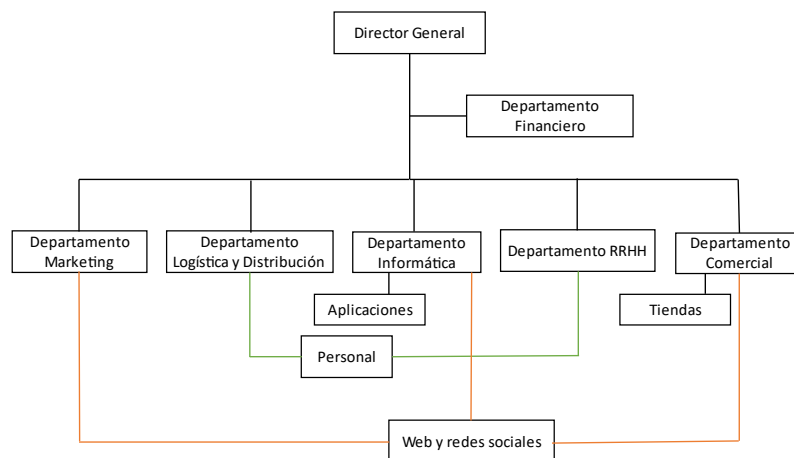 Director General
Departamento
Financiero
Departamento
Marketing
Departamento
Logística y Distribución
Departamento
Informática
Departamento RRHH
Departamento
Comercial
Aplicaciones
Tiendas
Personal
Web y redes sociales